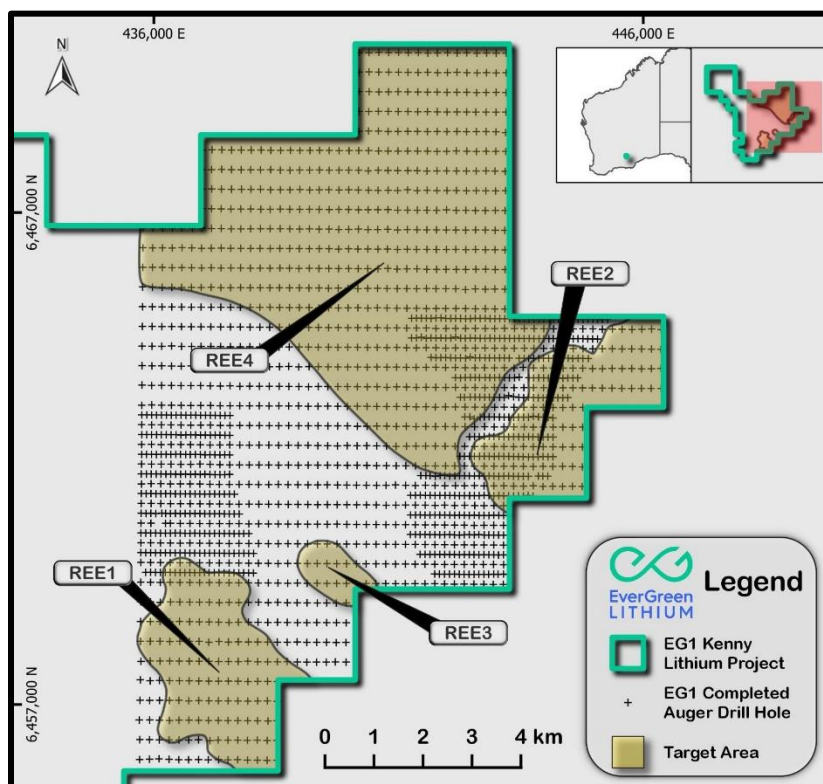 436,000 E
446,000 E
N
6,467,000 N
REE2
REE4
REE1
REE3
6,457,000 N
0 1 2 3 4 km
EverGreen
LITHIUM
Legend
EG1 Kenny
Lithium Project
EG1 Completed
Auger Drill Hole
Target Area